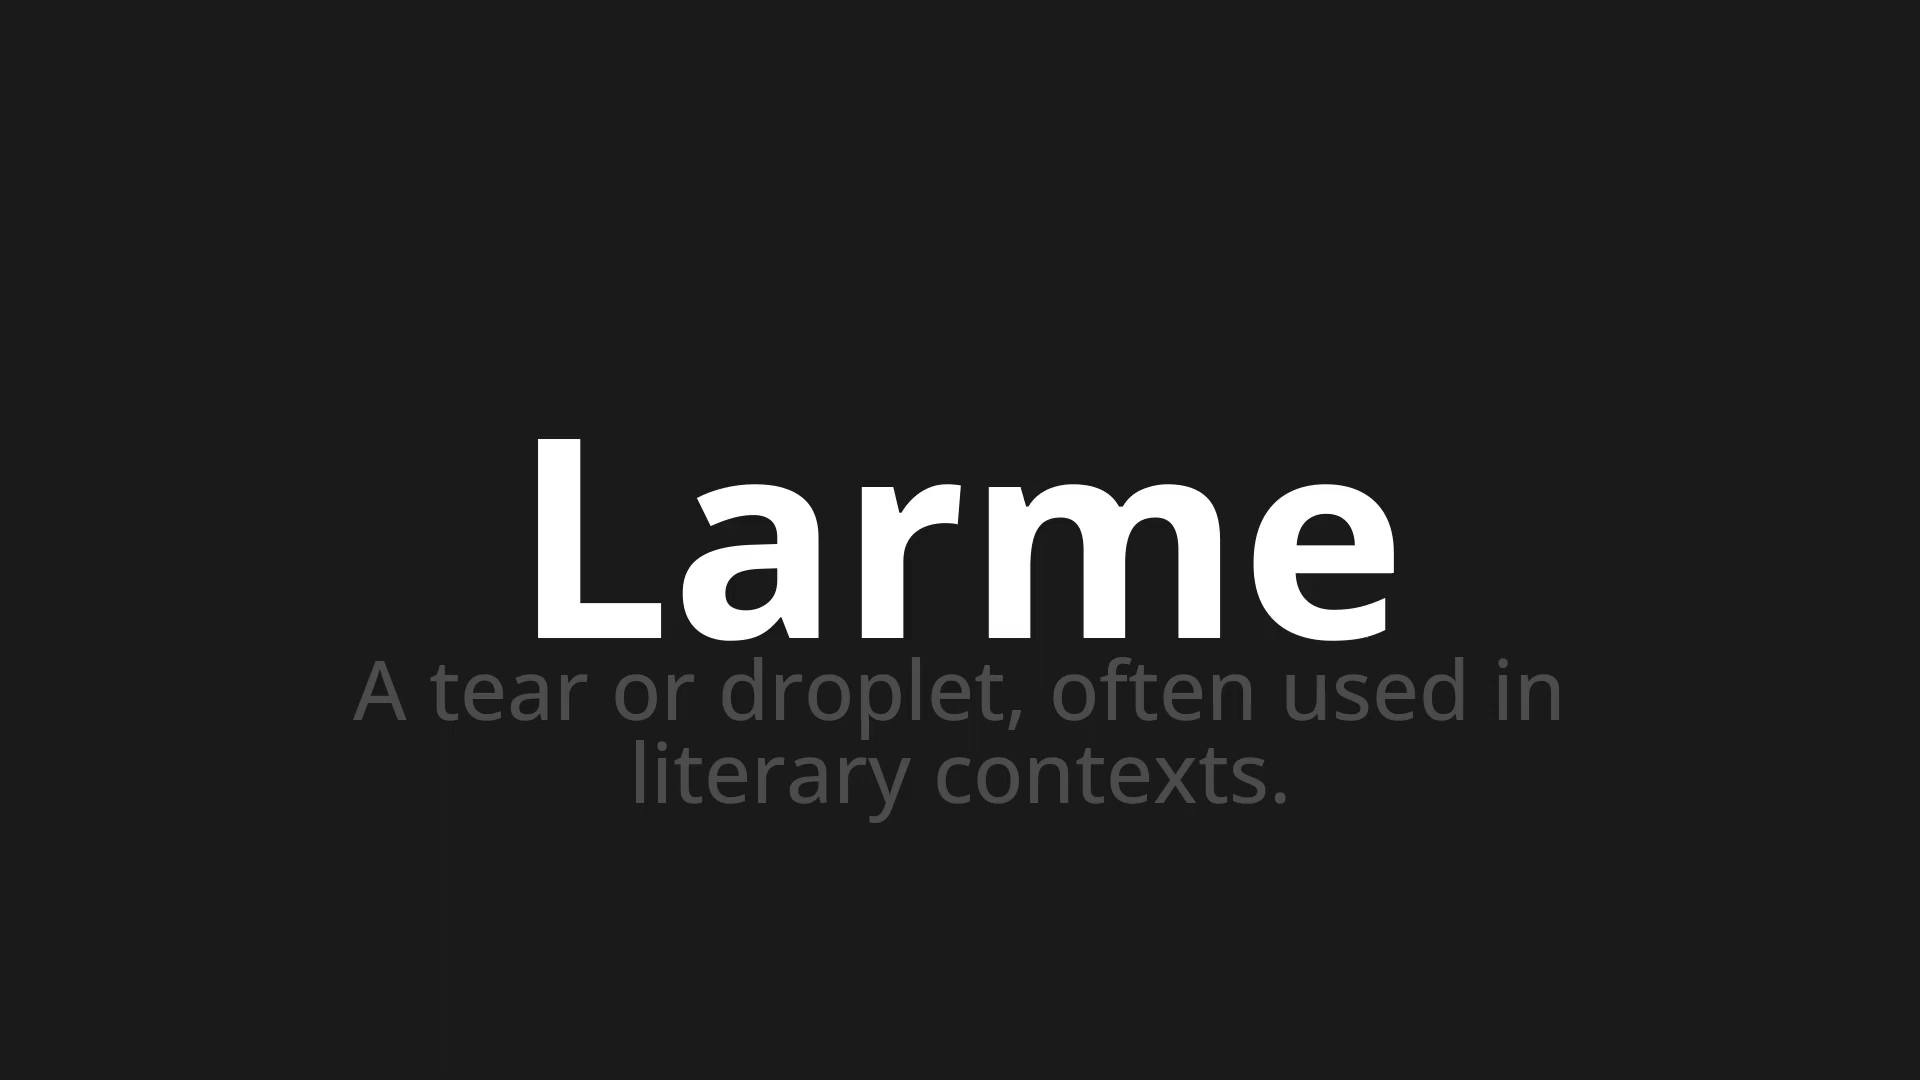 Larme
A tear or droplet, often used in
literary contexts.